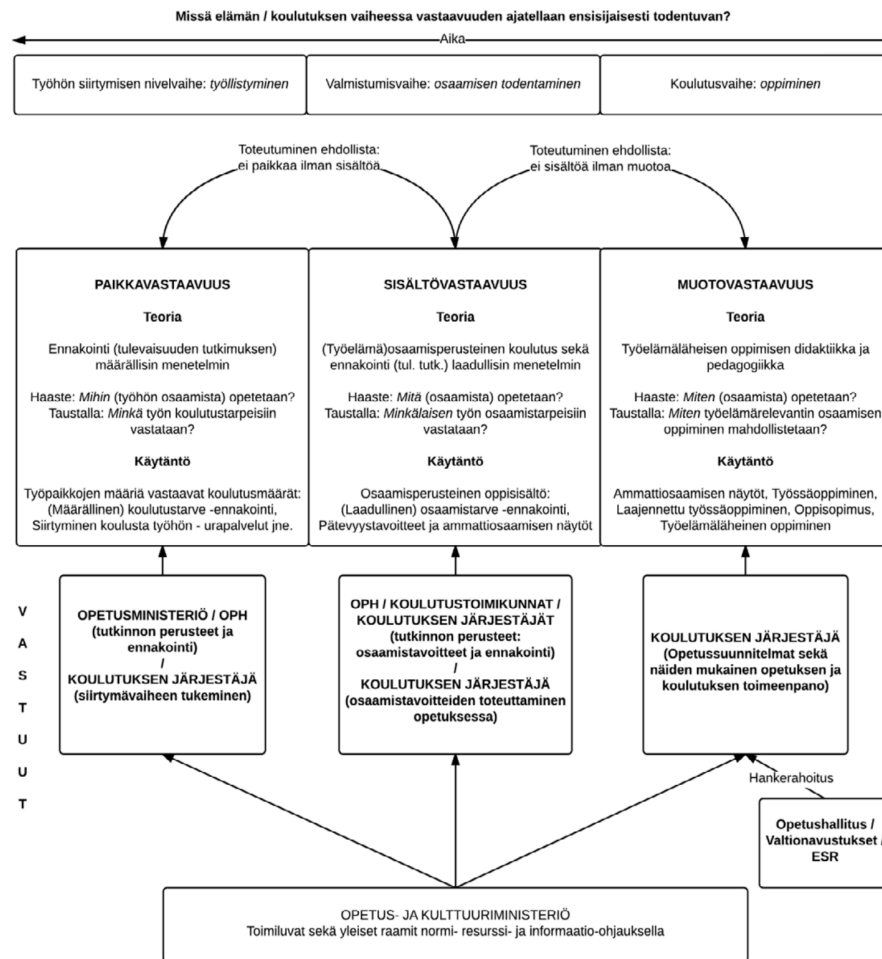 Missä elämän / koulutuksen vaiheessa vastaavuuden ajatellaan ensisijaisesti todentuvan?
Aika
Työhön siirtymisen nivelvaihe: työllistyminen
Valmistumisvaihe: osaamisen todentaminen
Koulutusvaihe: oppiminen
Toteutuminen ehdollista:
ei paikkaa ilman sisältöä
Toteutuminen ehdollista:
ei sisältöä ilman muotoa
PAIKKAVASTAAVUUS
Teoria
Ennakointi (tulevaisuuden tutkimuksen)
määrällisin menetelmin
Haaste: Mihin (työhön osaamista) opetetaan?
Taustalla: Minkä työn koulutustarpeisiin
vastataan?
Käytäntö
Työpaikkojen määriä vastaavat koulutusmäärät:
(Määrällinen) koulutustarve -ennakointi,
Siirtyminen koulusta työhön - urapalvelut jne.
SISÄLTÖVASTAAVUUS
Teoria
(Työelämä)osaamisperusteinen koulutus sekä
ennakointi (tul. tutk.) laadullisin menetelmin
Haaste: Mitä (osaamista) opetetaan?
Taustalla: Minkälaisen työn osaamistarpeisiin
vastataan?
Käytäntö
Osaamisperusteinen oppisisältö:
(Laadullinen) osaamistarve -ennakointi,
Pätevyystavoitteet ja ammattiosaamisen näytöt
MUOTOVASTAAVUUS
Teoria
Työelämäläheisen oppimisen didaktiikka ja
pedagogiikka
Haaste: Miten (osaamista) opetetaan?
Taustalla: Miten työelämärelevantin osaamisen
oppiminen mahdollistetaan?
Käytäntö
Ammattiosaamisen näytöt, Työssäoppiminen,
Laajennettu työssäoppiminen, Oppisopimus,
Työelämäläheinen oppiminen
V
A
S
T
U
U
T
OPETUSMINISTERIÖ / OPH
(tutkinnon perusteet ja
ennakointi)
/
KOULUTUKSEN JÄRJESTÄJÄ
(siirtymävaiheen tukeminen)
OPH / KOULUTUSTOIMIKUNNAT /
KOULUTUKSEN JÄRJESTÄJÄT
(tutkinnon perusteet:
osaamistavoitteet ja ennakointi)
/
KOULUTUKSEN JÄRJESTÄJÄ
(osaamistavoitteiden toteuttaminen
opetuksessa)
KOULUTUKSEN JÄRJESTÄJÄ
(Opetussuunnitelmat sekä
näiden mukainen opetuksen ja
koulutuksen toimeenpano)
Hankerahoitus
Opetushallitus /
Valtionavustukset /
ESR
OPETUS- JA KULTTUURIMINISTERIÖ
Toimiluvat sekä yleiset raamit normi- resurssi- ja informaatio-ohjauksella